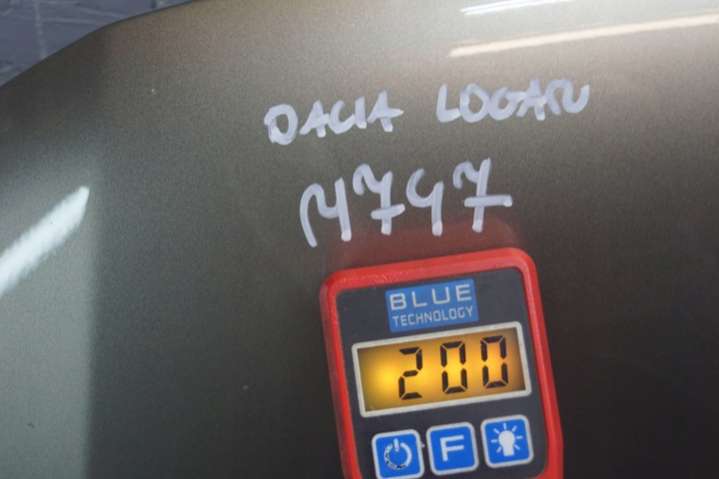 DACIA LOGAN
M747
BLUE
TECHNOLOGY
200
F